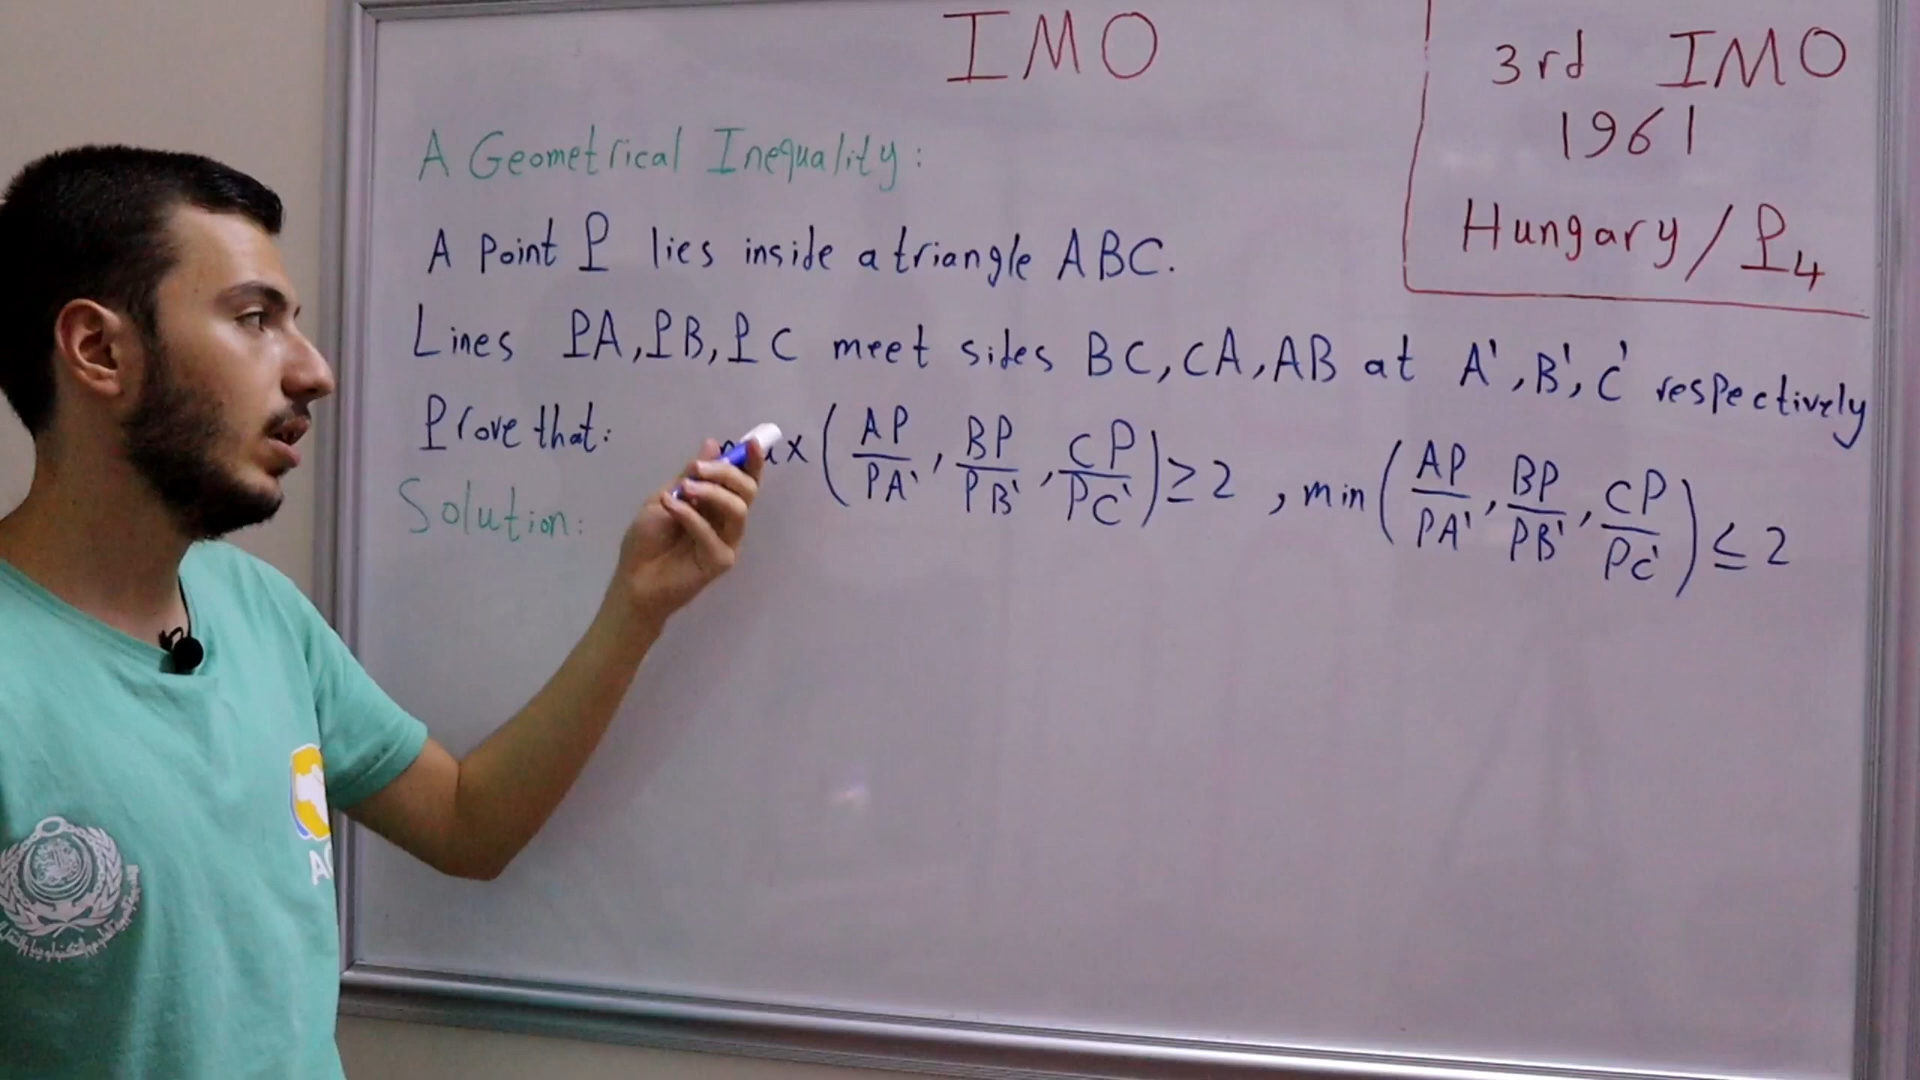 IMO
3rd IMO
1961
Hungary / P4
A Geometrical Inequality:
A Point P lies inside a triangle ABC.
Lines PA, PB, PC meet sides BC, CA, AB at A', B', C' respectively
Prove that: max (AP/PA', BP/PB', CP/PC') ≥ 2 , min (AP/PA', BP/PB', CP/PC') ≤ 2
Solution: